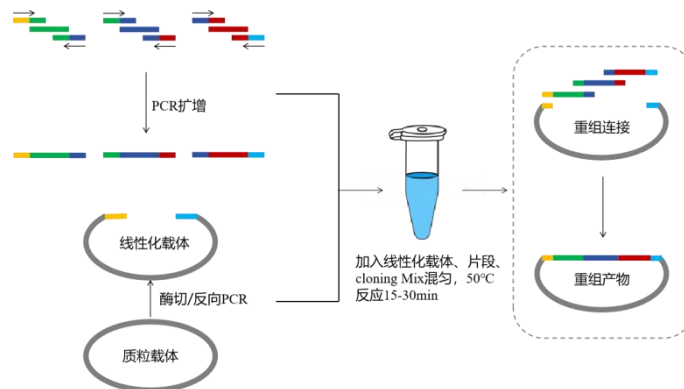 PCR扩增
线性化载体
酶切/反向PCR
质粒载体
加入线性化载体、片段、
cloning Mix混匀，50℃
反应15-30min
重组连接
重组产物